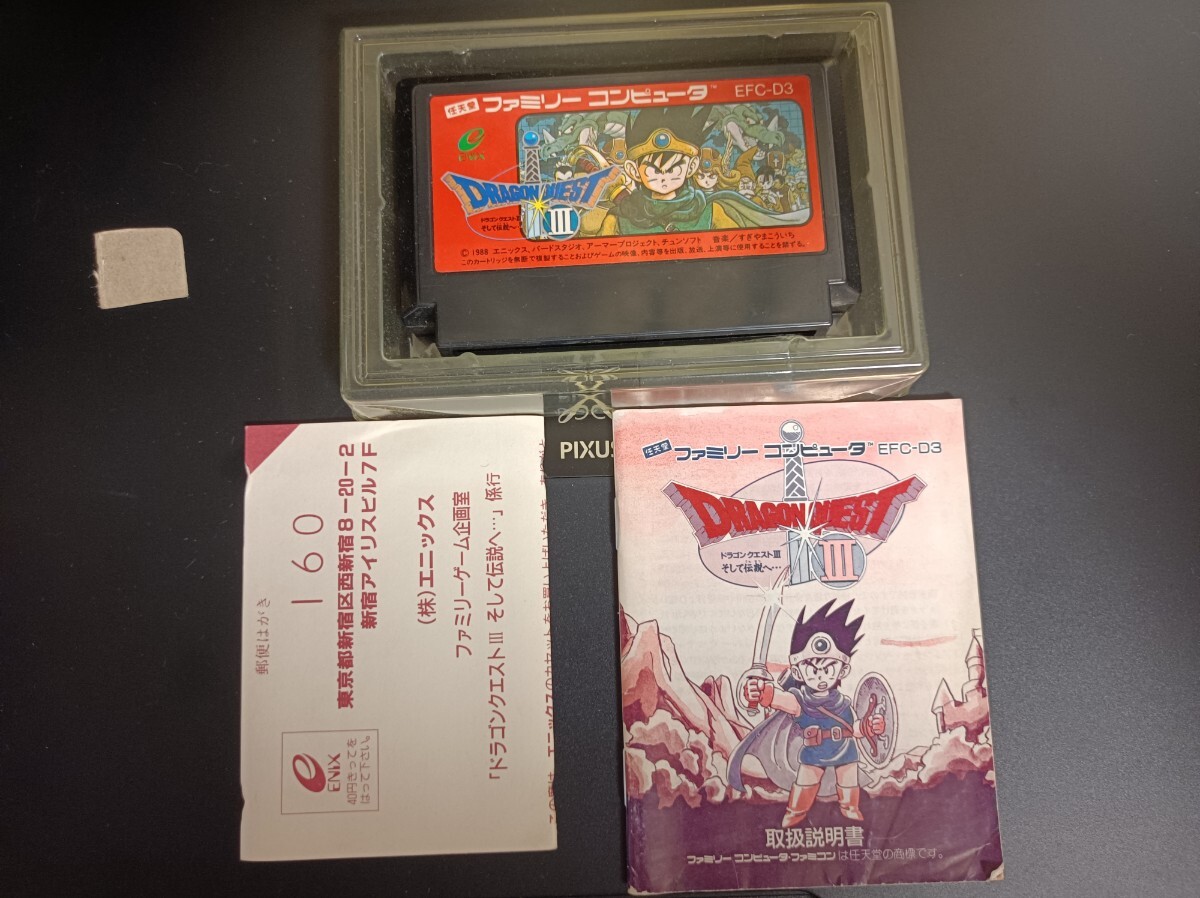 任天堂 ファミリー コンピュータ™ EFC-D3
ENIX
DRAGON QUEST III
ドラゴンクエストIII
そして伝説へ…
© 1988 エニックス、バードスタジオ、アーマープロジェクト、チュンソフト 音楽/すぎやまこういち
このカートリッジを無断で複製することおよびゲームの映像、内容等を出版、放送、上演等に使用することを禁ずる。
PIXUS
郵便はがき
160
東京都新宿区西新宿8-20-2
新宿アイリスビル7F
(株)エニックス
ファミリーゲーム企画室
「ドラゴンクエストIII そして伝説へ…」係行
ENIX
40円きってを
はって下さい。
任天堂 ファミリー コンピュータ™ EFC-D3
DRAGON QUEST III
ドラゴンクエストIII
そして伝説へ…
取扱説明書
ファミリー コンピュータ・ファミコンは任天堂の商標です。